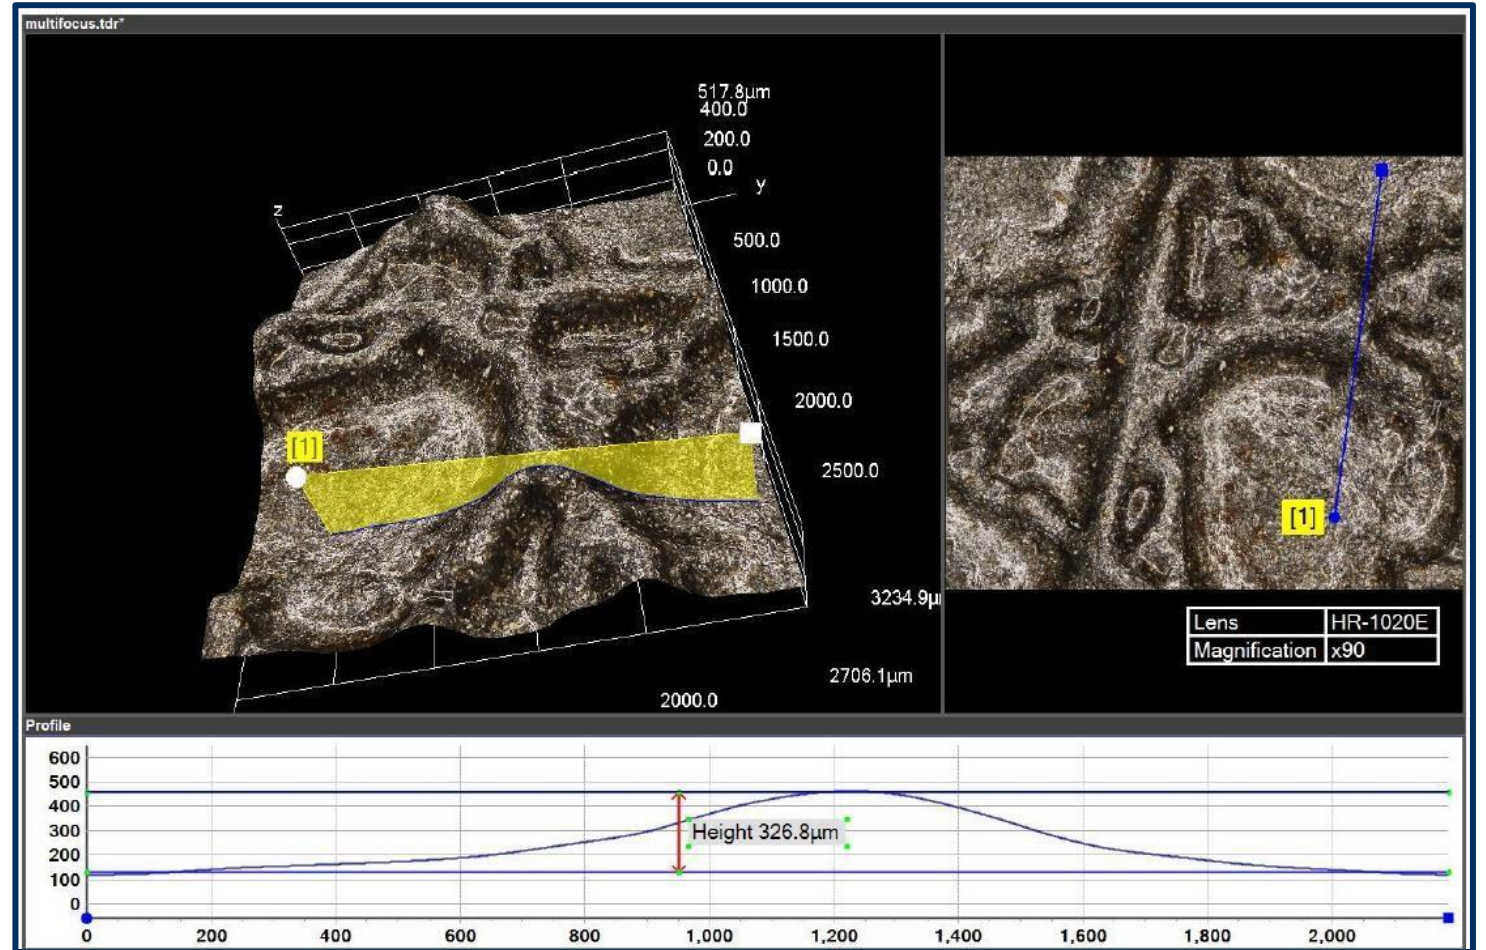 multifocus.tdr*
517.8µm
400.0
200.0
0.0
z
y
500.0
1000.0
1500.0
2000.0
2500.0
3234.9µ
2706.1µm
2000.0
[1]
[1]
Lens HR-1020E
Magnification x90
Profile
600
500
400
300
200
100
0
Height 326.8µm
0 200 400 600 800 1,000 1,200 1,400 1,600 1,800 2,000